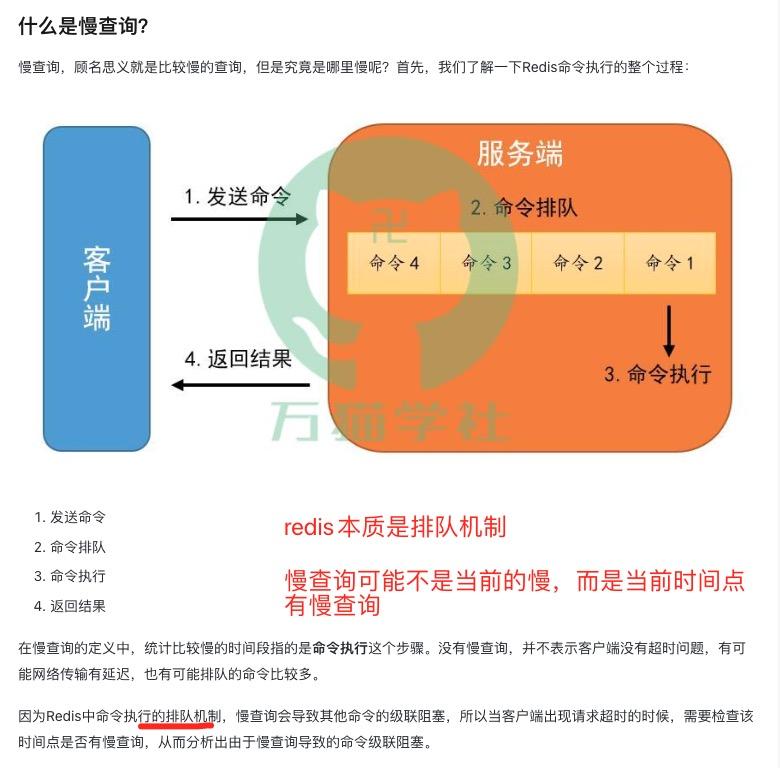 什么是慢查询?
慢查询，顾名思义就是比较慢的查询，但是究竟是哪里慢呢？首先，我们了解一下Redis命令执行的整个过程：
服务端
1. 发送命令
2. 命令排队
卍
客户端
命令 4 命令 3 命令 2 命令 1
4. 返回结果
3. 命令执行
万猫学社
1. 发送命令
2. 命令排队
3. 命令执行
4. 返回结果
redis本质是排队机制
慢查询可能不是当前的慢，而是当前时间点
有慢查询
在慢查询的定义中，统计比较慢的时间段指的是命令执行这个步骤。没有慢查询，并不表示客户端没有超时问题，有可
能网络传输有延迟，也有可能排队的命令比较多。
因为Redis中命令执行的排队机制，慢查询会导致其他命令的级联阻塞，所以当客户端出现请求超时的时候，需要检查该
时间点是否有慢查询，从而分析出由于慢查询导致的命令级联阻塞。